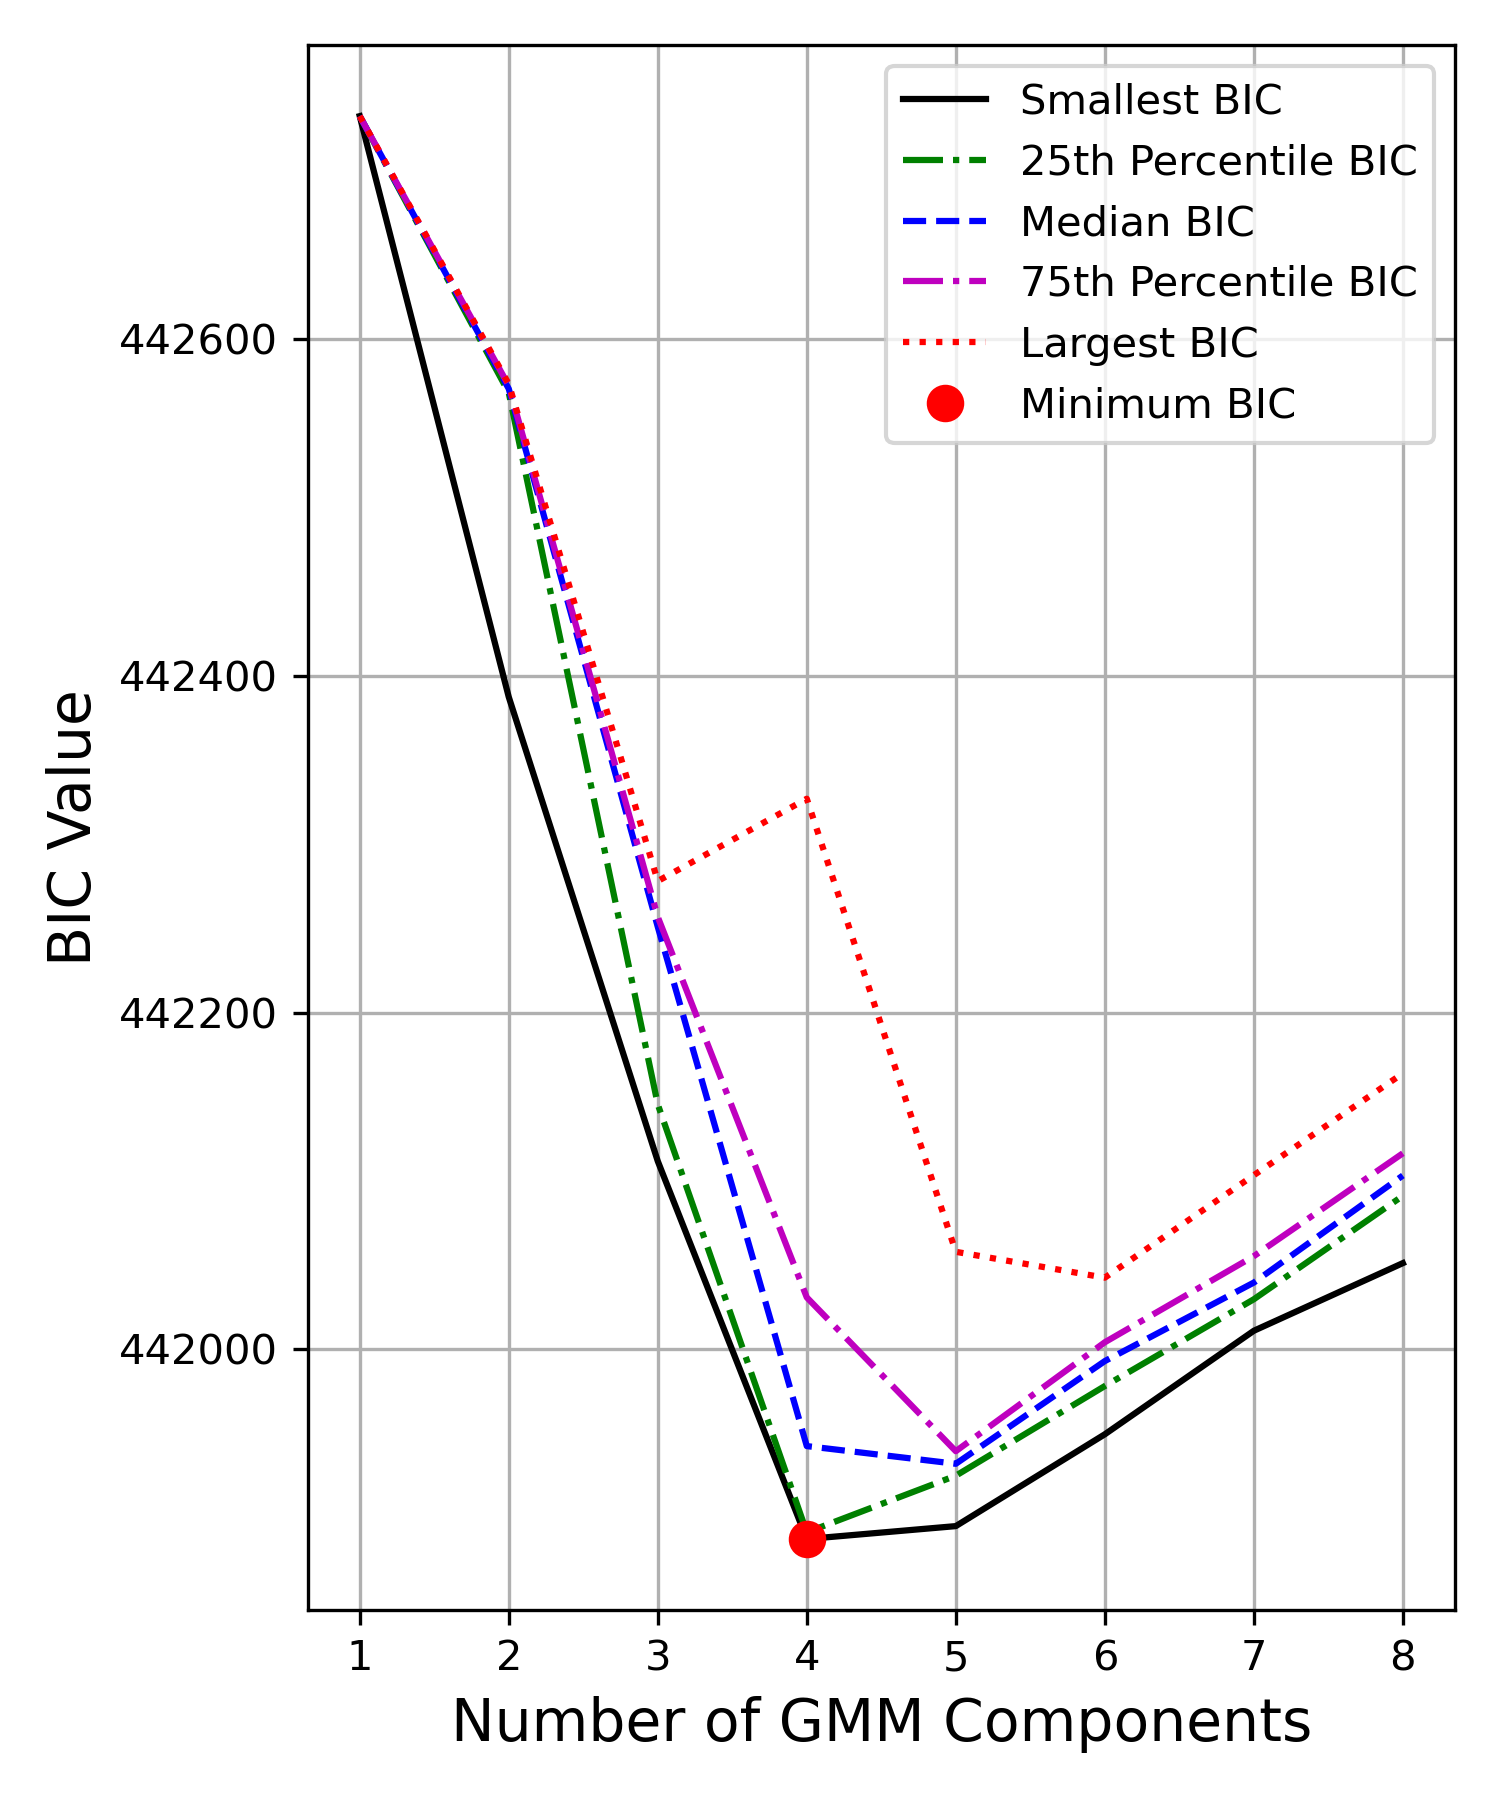 Smallest BIC
25th Percentile BIC
Median BIC
75th Percentile BIC
Largest BIC
Minimum BIC
442600
442400
442200
442000
BIC Value
1 2 3 4 5 6 7 8
Number of GMM Components